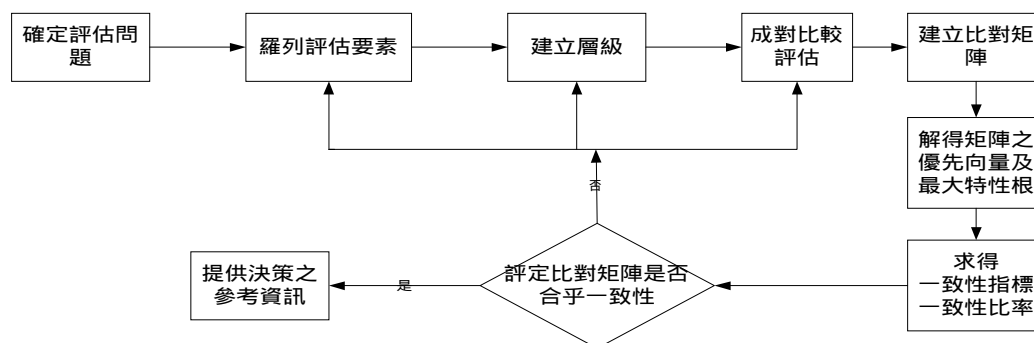 確定評估問
題
羅列評估要素
建立層級
成對比較
評估
建立比對矩
陣
解得矩陣之
優先向量及
最大特性根
求得
一致性指標
一致性比率
評定比對矩陣是否
合乎一致性
否
是
提供決策之
參考資訊